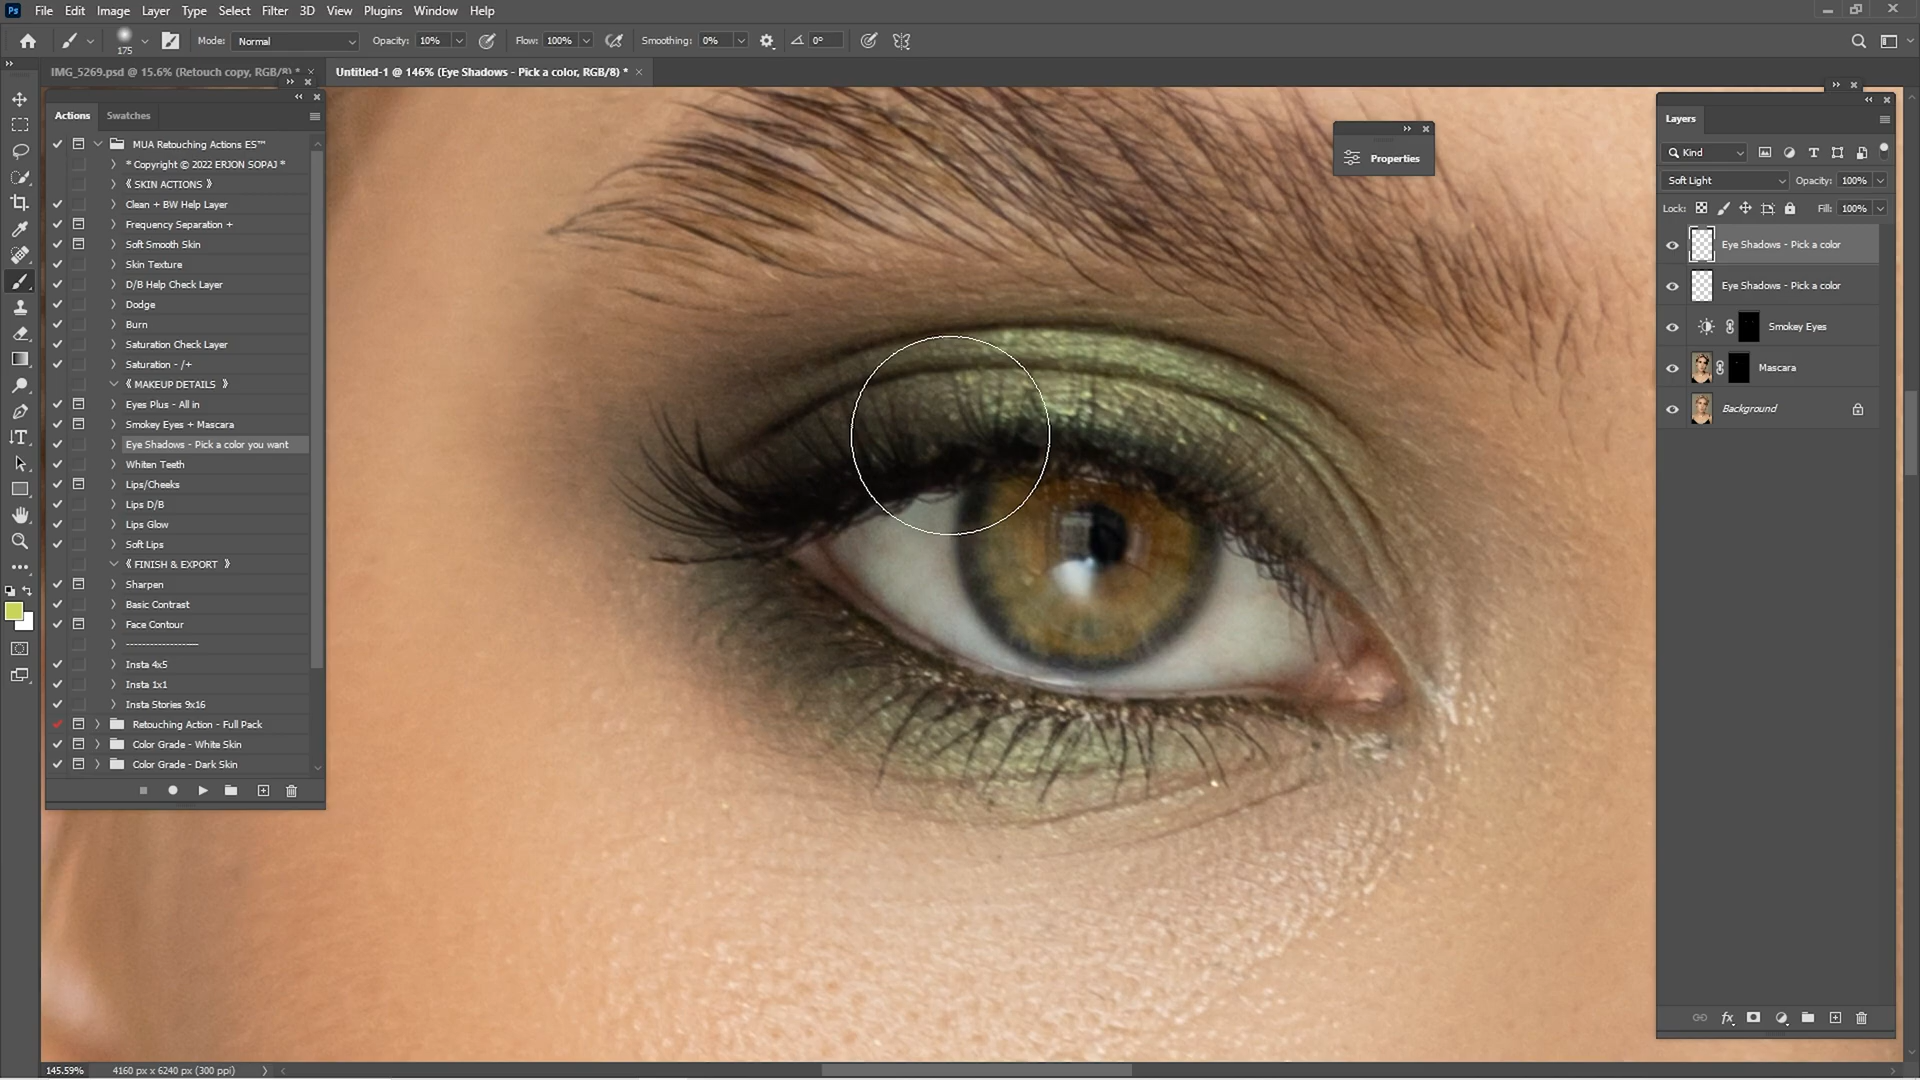 Ps File Edit Image Layer Type Select Filter 3D View Plugins Window Help
175 Mode: Normal Opacity: 10% Flow: 100% Smoothing: 0% 0°
IMG_5269.psd @ 15.6% (Retouch copy, RGB/8) *
Untitled-1 @ 146% (Eye Shadows - Pick a color, RGB/8) *
Actions Swatches
MUA Retouching Actions ES™
* Copyright © 2022 ERJON SOPAJ *
《 SKIN ACTIONS 》
Clean + BW Help Layer
Frequency Separation +
Soft Smooth Skin
Skin Texture
D/B Help Check Layer
Dodge
Burn
Saturation Check Layer
Saturation - /+
《 MAKEUP DETAILS 》
Eyes Plus - All in
Smokey Eyes + Mascara
Eye Shadows - Pick a color you want
Whiten Teeth
Lips/Cheeks
Lips D/B
Lips Glow
Soft Lips
《 FINISH & EXPORT 》
Sharpen
Basic Contrast
Face Contour
-------------------
Insta 4x5
Insta 1x1
Insta Stories 9x16
Retouching Action - Full Pack
Color Grade - White Skin
Color Grade - Dark Skin
Properties
Layers
Kind
Soft Light Opacity: 100%
Lock: Fill: 100%
Eye Shadows - Pick a color
Eye Shadows - Pick a color
Smokey Eyes
Mascara
Background
fx
145.59% 4160 px x 6240 px (300 ppi)